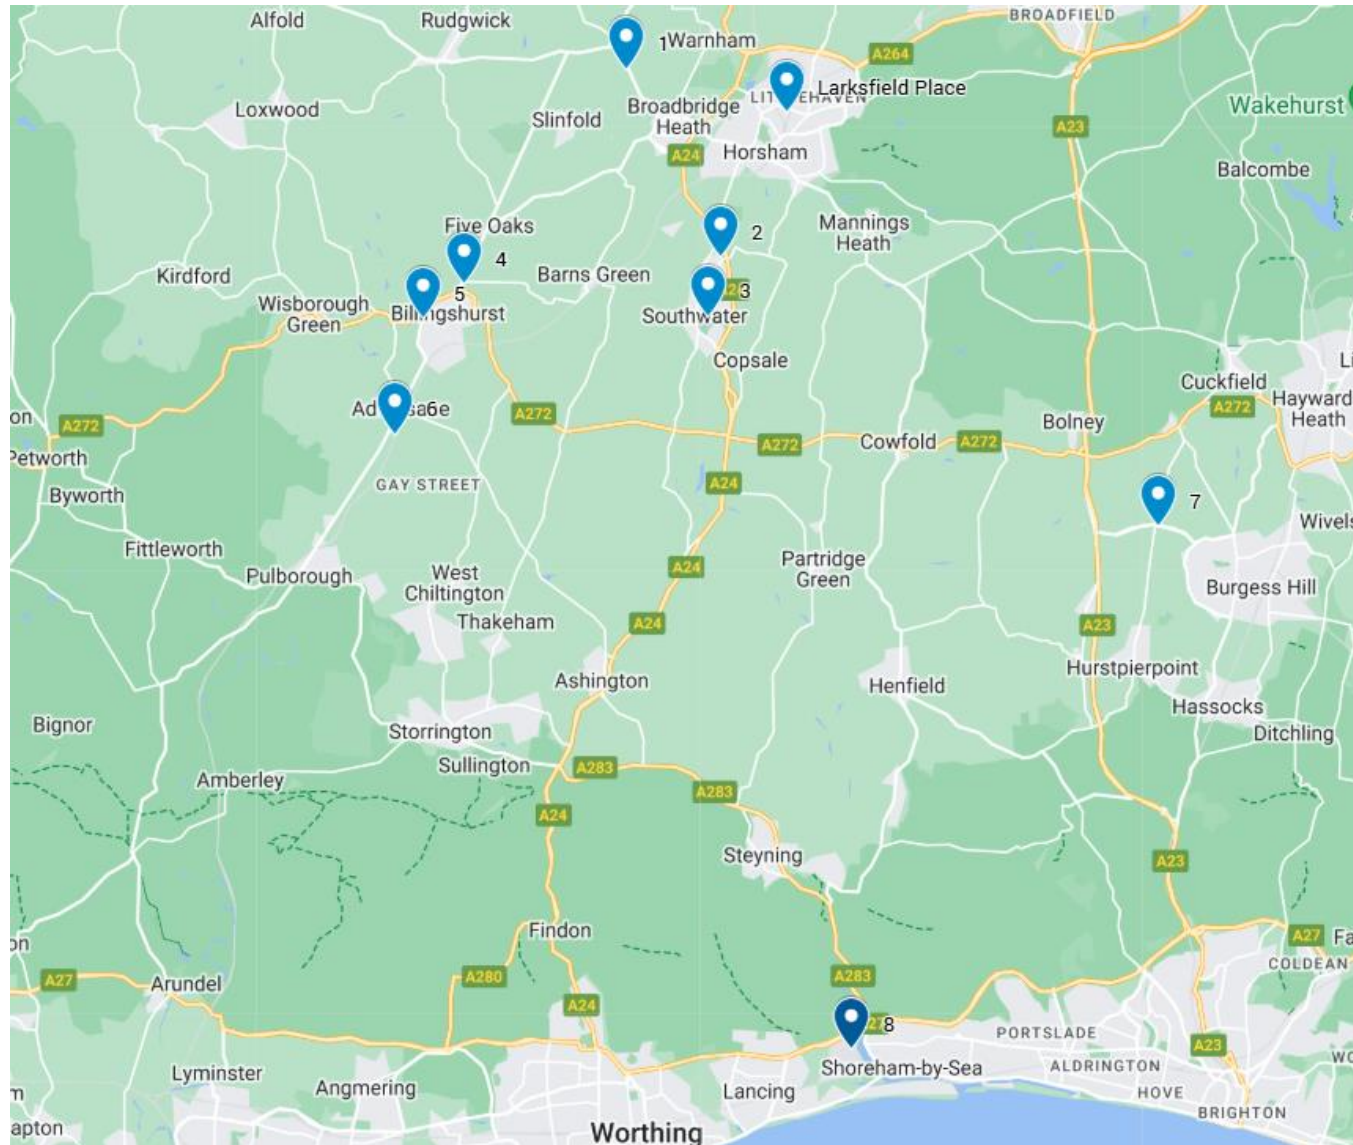 Alfold
Rudgwick
BROADFIELD
1
Warnham
A264
Larksfield Place
Loxwood
Slinfold
Broadbridge
Heath
Wakehurst
A23
A24
Horsham
Balcombe
Five Oaks
2
Mannings
Heath
4
Kirdford
Barns Green
Wisborough
Green
5
Billingshurst
3
Southwater
Copsale
Cuckfield
A272
Hayward
Heath
6
A272
A272
Petworth
A272
Cowfold
A272
Bolney
Byworth
GAY STREET
A24
7
Wivels
Fittleworth
Pulborough
West
Chiltington
A24
Partridge
Green
Burgess Hill
Thakeham
A24
A23
Hurstpierpoint
Ashington
Henfield
Hassocks
Bignor
Storrington
Ditchling
Sullington
A283
Amberley
A283
A24
Steyning
A23
Findon
A27
COLDEAN
A27
Arundel
A280
A283
A24
8
PORTSLADE
Shoreham-by-Sea
A23
ALDRINGTON
Lyminster
Angmering
Lancing
HOVE
BRIGHTON
Worthing